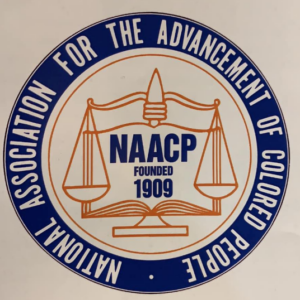 NATIONAL ASSOCIATION FOR THE ADVANCEMENT OF COLORED PEOPLE
NAACP
FOUNDED
1909